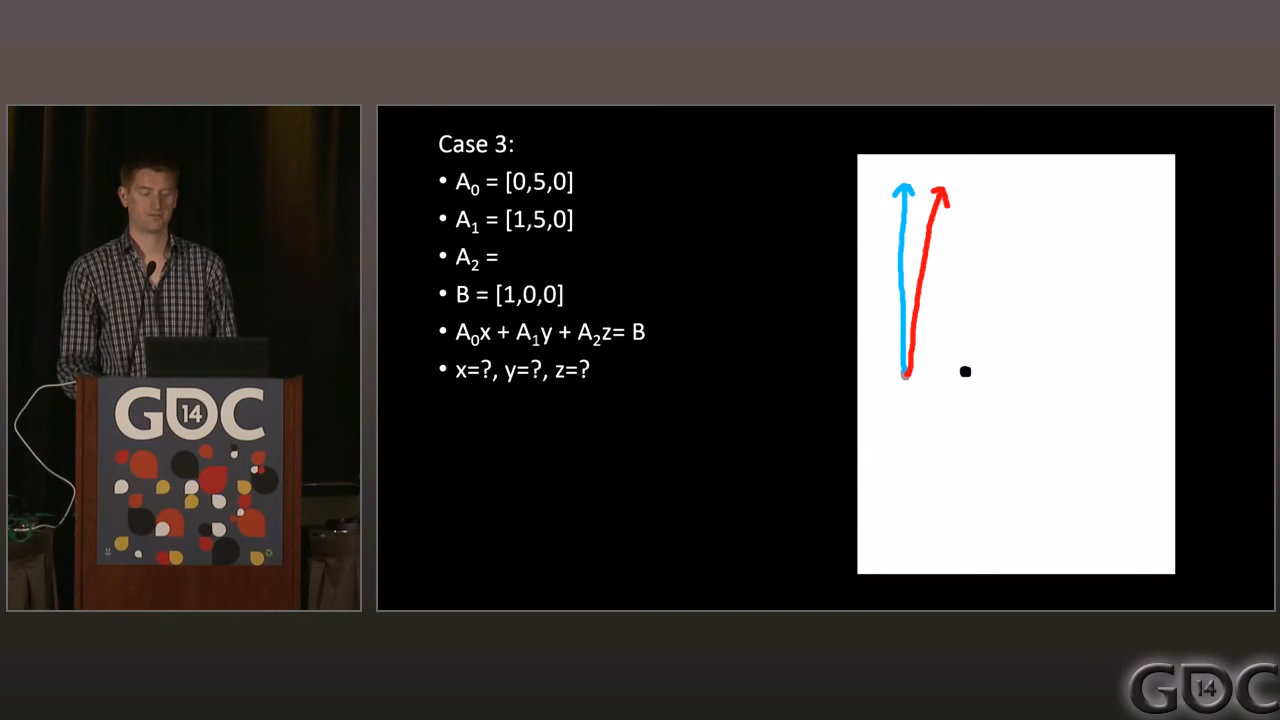 Case 3:
• A₀ = [0,5,0]
• A₁ = [1,5,0]
• A₂ =
• B = [1,0,0]
• A₀x + A₁y + A₂z= B
• x=?, y=?, z=?
GDC 14
GDC 14